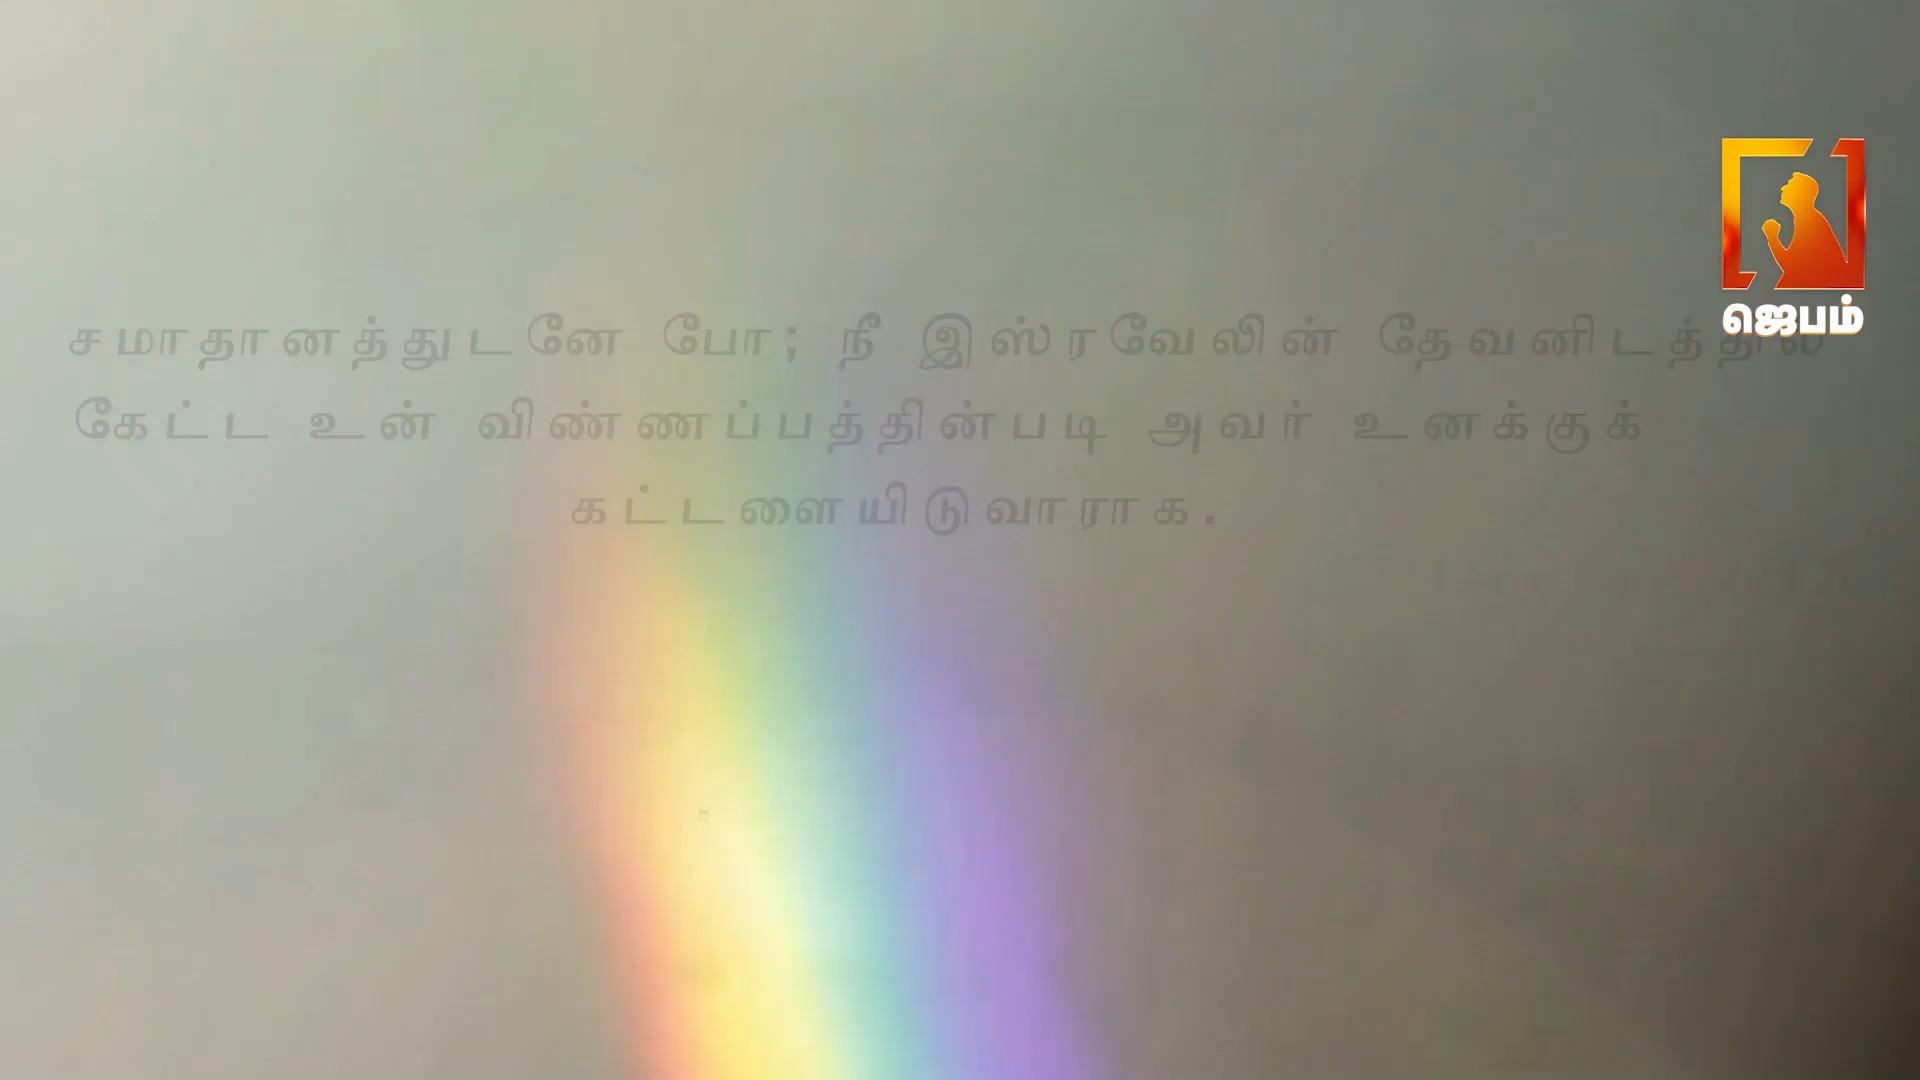 சமாதானத்துடனே போ; நீ இஸ்ரவேலின் தேவனிடத்தில்
கேட்ட உன் விண்ணப்பத்தின்படி அவர் உனக்குக்
கட்டளையிடுவாராக.
ஜெபம்